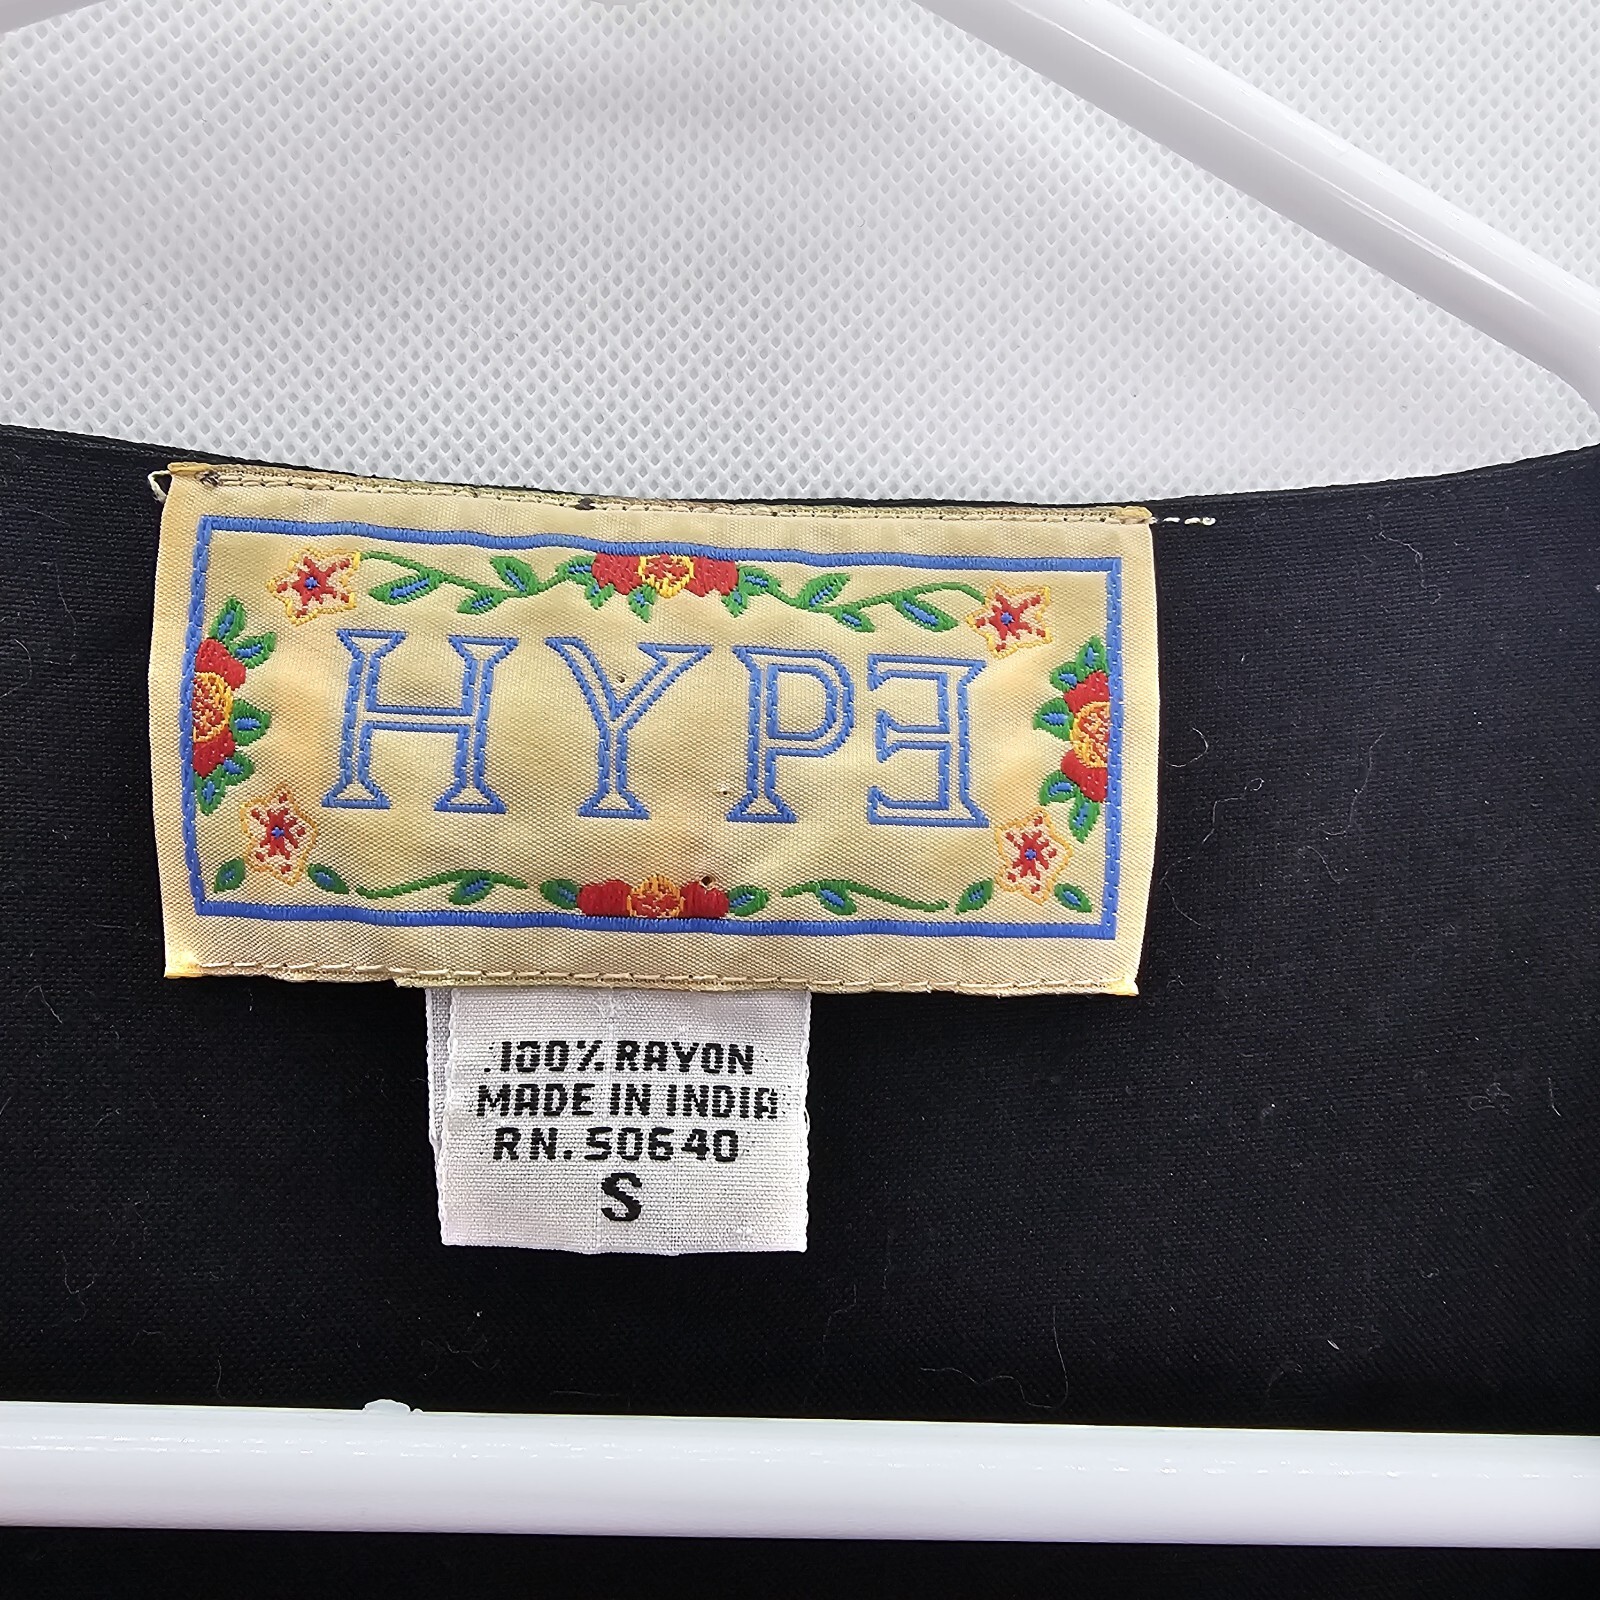 HYPE
100% RAYON
MADE IN INDIA
RN. 50640
S